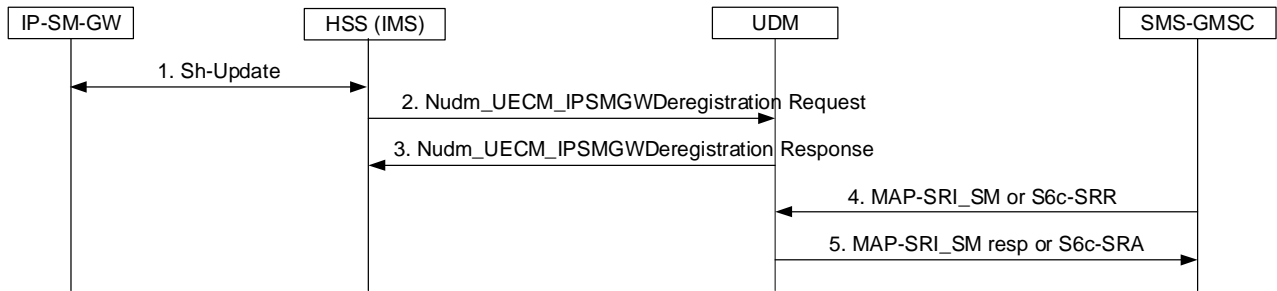 IP-SM-GW
HSS (IMS)
UDM
SMS-GMSC
1. Sh-Update
2. Nudm_UECM_IPSMGWDeregistration Request
3. Nudm_UECM_IPSMGWDeregistration Response
4. MAP-SRI_SM or S6c-SRR
5. MAP-SRI_SM resp or S6c-SRA